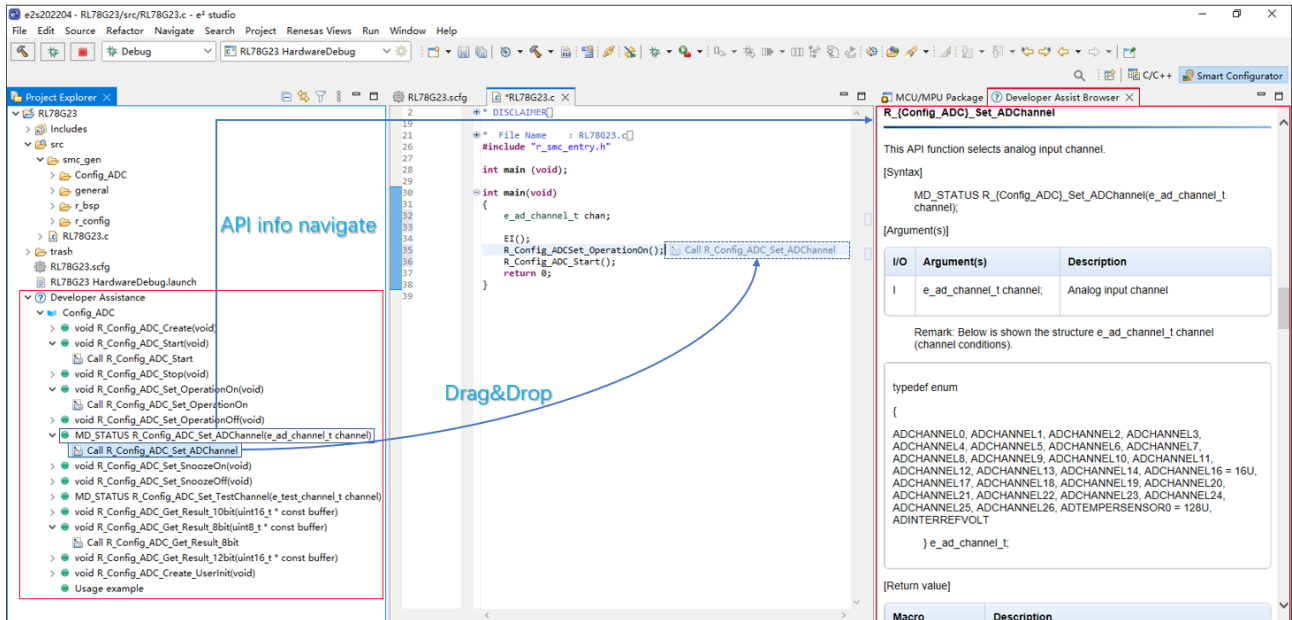 e2s202204 - RL78G23/src/RL78G23.c - e² studio
File Edit Source Refactor Navigate Search Project Renesas Views Run Window Help
Debug
RL78G23 HardwareDebug
C/C++
Smart Configurator
Project Explorer
RL78G23
Includes
src
smc_gen
Config_ADC
general
r_bsp
r_config
RL78G23.c
trash
RL78G23.scfg
RL78G23 HardwareDebug.launch
Developer Assistance
Config_ADC
void R_Config_ADC_Create(void)
void R_Config_ADC_Start(void)
Call R_Config_ADC_Start
void R_Config_ADC_Stop(void)
void R_Config_ADC_Set_OperationOn(void)
Call R_Config_ADC_Set_OperationOn
void R_Config_ADC_Set_OperationOff(void)
MD_STATUS R_Config_ADC_Set_ADChannel(e_ad_channel_t channel)
Call R_Config_ADC_Set_ADChannel
void R_Config_ADC_Set_SnoozeOn(void)
void R_Config_ADC_Set_SnoozeOff(void)
MD_STATUS R_Config_ADC_Set_TestChannel(e_test_channel_t channel)
void R_Config_ADC_Get_Result_10bit(uint16_t * const buffer)
void R_Config_ADC_Get_Result_8bit(uint8_t * const buffer)
Call R_Config_ADC_Get_Result_8bit
void R_Config_ADC_Get_Result_12bit(uint16_t * const buffer)
void R_Config_ADC_Create_UserInit(void)
Usage example
API info navigate
Drag&Drop
RL78G23.scfg
*RL78G23.c
2 * DISCLAIMER
19
21 * File Name : RL78G23.c
26 #include "r_smc_entry.h"
27
28 int main (void);
29
30 int main(void)
31 {
32 e_ad_channel_t chan;
33
34 EI();
35 R_Config_ADCSet_OperationOn(); Call R_Config_ADC_Set_ADChannel
36 R_Config_ADC_Start();
37 return 0;
38 }
39
MCU/MPU Package
Developer Assist Browser
R_{Config_ADC}_Set_ADChannel
This API function selects analog input channel.
[Syntax]
MD_STATUS R_{Config_ADC}_Set_ADChannel(e_ad_channel_t
channel);
[Argument(s)]
I/O Argument(s) Description
I e_ad_channel_t channel; Analog input channel
Remark: Below is shown the structure e_ad_channel_t channel
(channel conditions).
typedef enum
{
ADCHANNEL0, ADCHANNEL1, ADCHANNEL2, ADCHANNEL3,
ADCHANNEL4, ADCHANNEL5, ADCHANNEL6, ADCHANNEL7,
ADCHANNEL8, ADCHANNEL9, ADCHANNEL10, ADCHANNEL11,
ADCHANNEL12, ADCHANNEL13, ADCHANNEL14, ADCHANNEL16 = 16U,
ADCHANNEL17, ADCHANNEL18, ADCHANNEL19, ADCHANNEL20,
ADCHANNEL21, ADCHANNEL22, ADCHANNEL23, ADCHANNEL24,
ADCHANNEL25, ADCHANNEL26, ADTEMPERSENSOR0 = 128U,
ADINTERREFVOLT
} e_ad_channel_t;
[Return value]
Macro Description